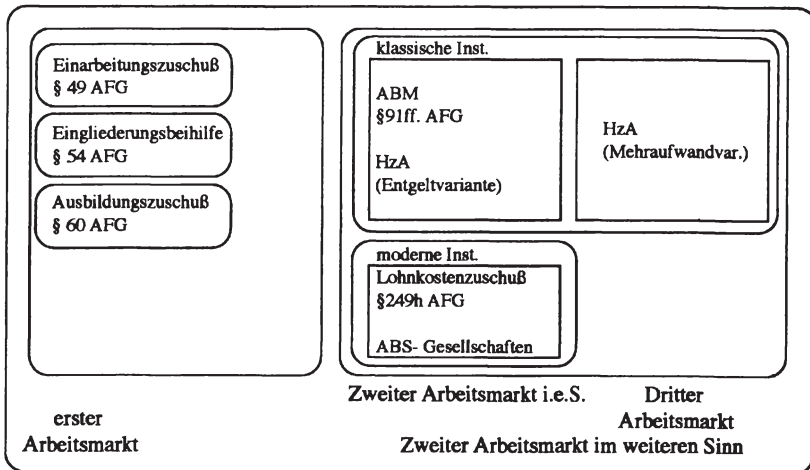 Einarbeitungszuschuß
§ 49 AFG
Eingliederungsbeihilfe
§ 54 AFG
Ausbildungszuschuß
§ 60 AFG
erster
Arbeitsmarkt
klassische Inst.
ABM
§91ff. AFG
HzA
(Entgeltvariante)
HzA
(Mehraufwandvar.)
moderne Inst.
Lohnkostenzuschuß
§249h AFG
ABS- Gesellschaften
Zweiter Arbeitsmarkt i.e.S.
Dritter
Arbeitsmarkt
Zweiter Arbeitsmarkt im weiteren Sinn